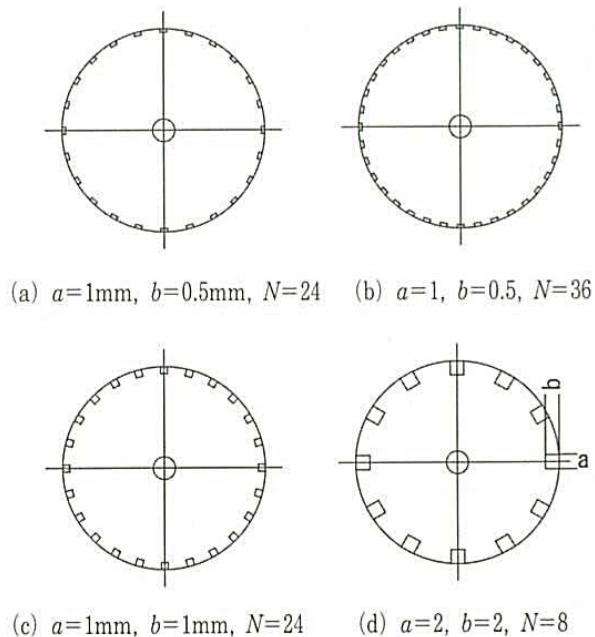 (a) a=1mm, b=0.5mm, N=24
(b) a=1, b=0.5, N=36
b
a
(c) a=1mm, b=1mm, N=24
(d) a=2, b=2, N=8